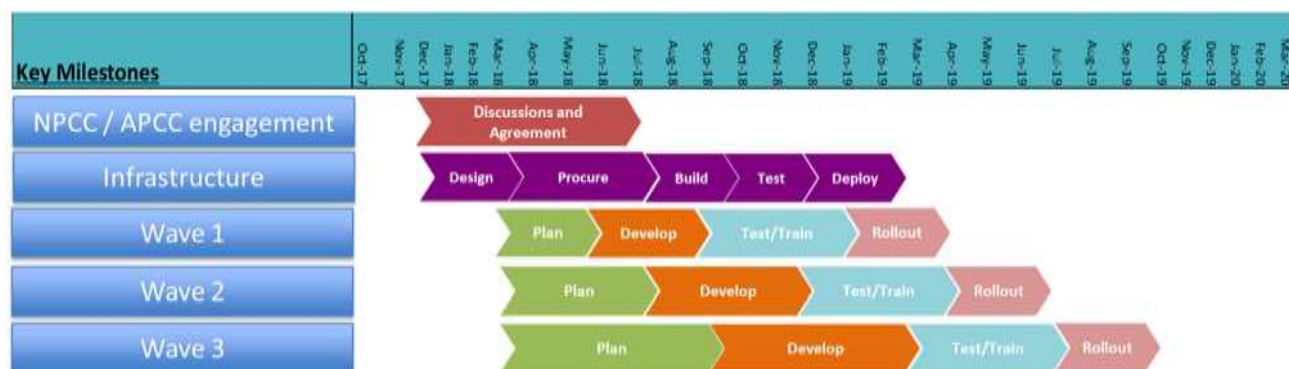 Key Milestones
Oct-17
Nov-17
Dec-17
Jan-18
Feb-18
Mar-18
Apr-18
May-18
Jun-18
Jul-18
Aug-18
Sep-18
Oct-18
Nov-18
Dec-18
Jan-19
Feb-19
Mar-19
Apr-19
May-19
Jun-19
Jul-19
Aug-19
Sep-19
Oct-19
Nov-19
Dec-19
Jan-20
Feb-20
Mar-20
NPCC / APCC engagement
Discussions and
Agreement
Infrastructure
Design
Procure
Build
Test
Deploy
Wave 1
Plan
Develop
Test/Train
Rollout
Wave 2
Plan
Develop
Test/Train
Rollout
Wave 3
Plan
Develop
Test/Train
Rollout